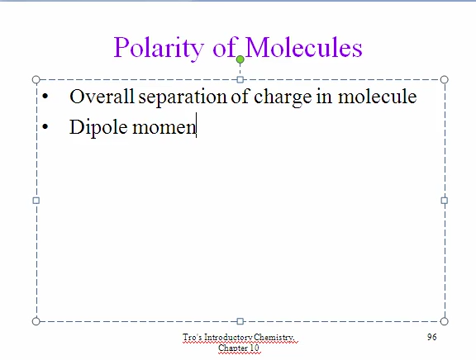 Polarity of Molecules
• Overall separation of charge in molecule
• Dipole momen
Tro's Introductory Chemistry,
Chapter 10
96